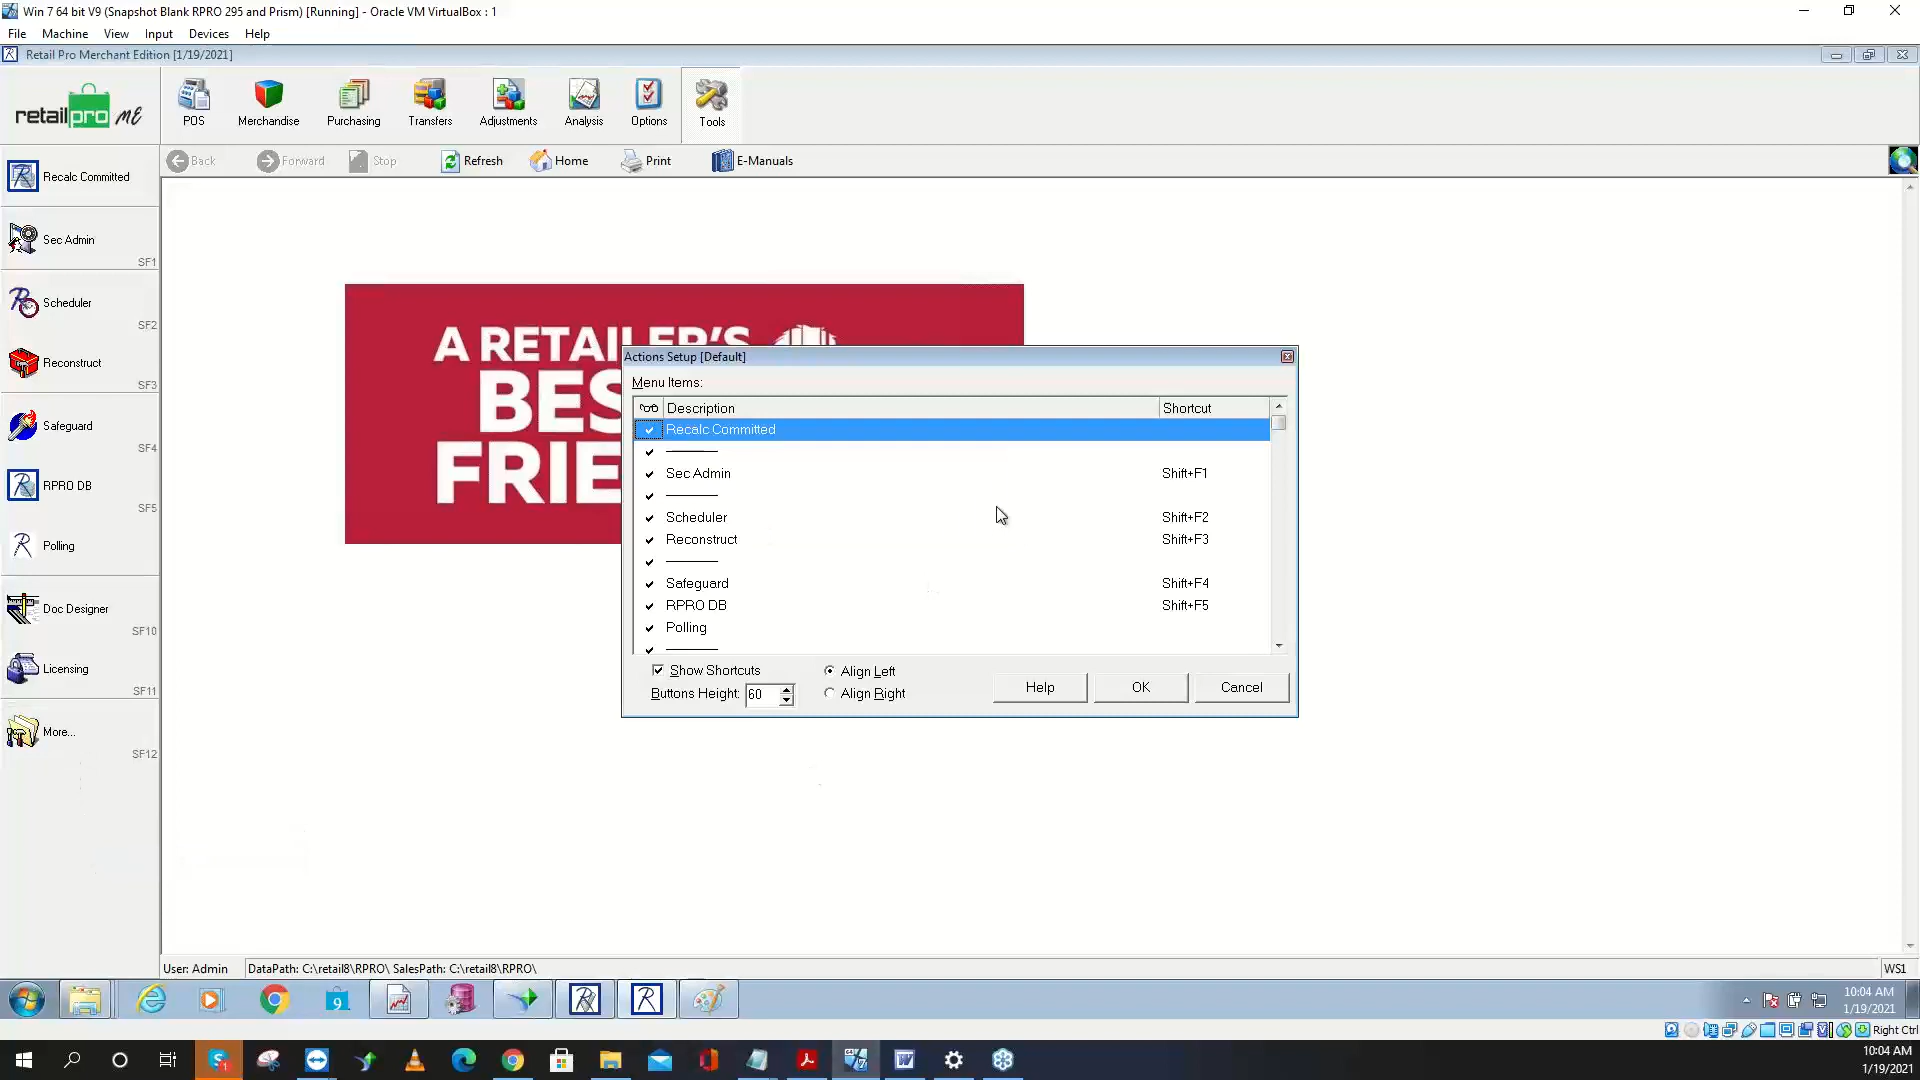 Win 7 64 bit V9 (Snapshot Blank RPRO 295 and Prism) [Running] - Oracle VM VirtualBox : 1
File Machine View Input Devices Help
Retail Pro Merchant Edition [1/19/2021]
retail pro ME
POS Merchandise Purchasing Transfers Adjustments Analysis Options Tools
Back Forward Stop Refresh Home Print E-Manuals
Recalc Committed
Sec Admin
SF1
Scheduler
SF2
Reconstruct
SF3
Safeguard
SF4
RPRO DB
SF5
Polling
Doc Designer
SF10
Licensing
SF11
More...
SF12
A RETAILER'S
BES
FRIE
Actions Setup [Default]
Menu Items:
Description Shortcut
Recalc Committed
Sec Admin Shift+F1
Scheduler Shift+F2
Reconstruct Shift+F3
Safeguard Shift+F4
RPRO DB Shift+F5
Polling
Show Shortcuts
Buttons Height: 60
Align Left
Align Right
Help OK Cancel
User: Admin DataPath: C:\retail8\RPRO\ SalesPath: C:\retail8\RPRO\ WS1
10:04 AM
1/19/2021
Right Ctrl
10:04 AM
1/19/2021